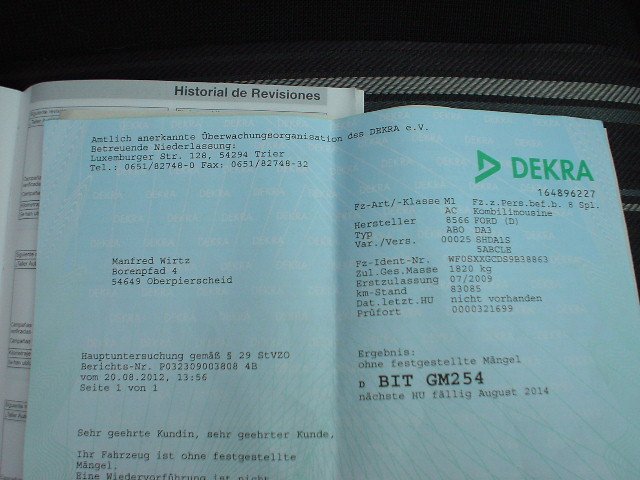 Historial de Revisiones
Amtlich anerkannte Überwachungsorganisation des DEKRA e.V.
Betreuende Niederlassung:
Luxemburger Str. 128, 54294 Trier
Tel.: 0651/82748-0 Fax: 0651/82748-32
DEKRA
164896227
Fz-Art/-Klasse M1 Fz.z.Pers.bef.b. 8 Spl.
AC Kombilimousine
Hersteller 8566 FORD (D)
Typ ABO DA3
Var./Vers. 00025 SHDA1S
5ABCLE
Fz-Ident-Nr. WF0SXXGCDS9B38863
Zul.Ges.Masse 1820 kg
Erstzulassung 07/2009
km-Stand 83085
Dat.letzt.HU nicht vorhanden
Prüfort 0000321699
Manfred Wirtz
Borenpfad 4
54649 Oberpierscheid
Hauptuntersuchung gemäß § 29 StVZO
Berichts-Nr. P032309003808 4B
vom 20.08.2012, 13:56
Seite 1 von 1
Ergebnis:
ohne festgestellte Mängel
D BIT GM254
nächste HU fällig August 2014
Sehr geehrte Kundin, sehr geehrter Kunde,
Ihr Fahrzeug ist ohne festgestellte
Mängel.
Eine Wiedervorführung ist nicht